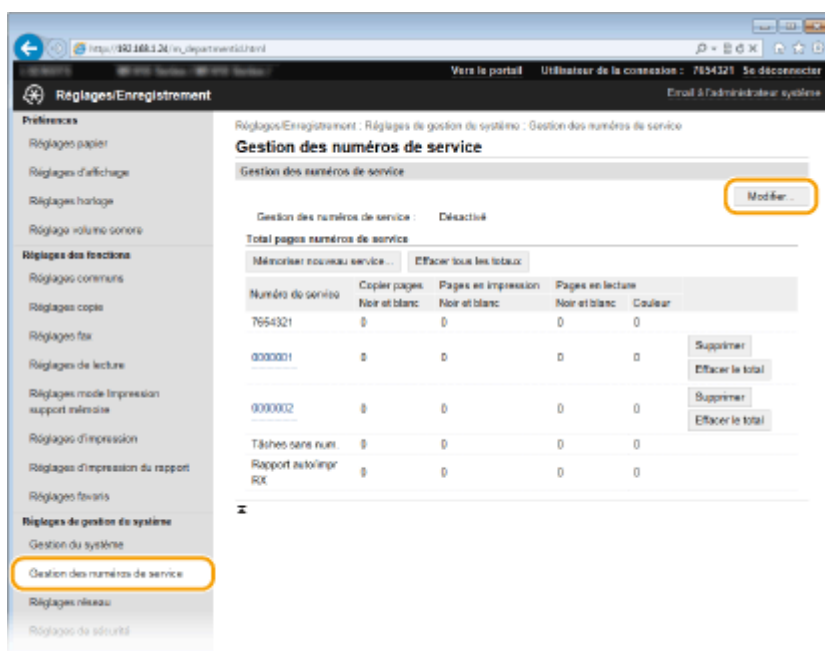 http://192.168.1.24/m_departmentid.html
Vers le portail Utilisateur de la connexion : 7654321 Se déconnecter
Réglages/Enregistrement
Email à l'administrateur système
Préférences
Réglages papier
Réglages d'affichage
Réglages horloge
Réglage volume sonore
Réglages des fonctions
Réglages communs
Réglages copie
Réglages fax
Réglages de lecture
Réglages mode Impression
support mémoire
Réglages d'impression
Réglages d'impression du rapport
Réglages favoris
Réglages de gestion du système
Gestion du système
Gestion des numéros de service
Réglages réseau
Réglages de sécurité
Réglages/Enregistrement : Réglages de gestion du système : Gestion des numéros de service
Gestion des numéros de service
Gestion des numéros de service
Modifier...
Gestion des numéros de service : Désactivé
Total pages numéros de service
Mémoriser nouveau service... Effacer tous les totaux
Numéro de service Copier pages Pages en impression Pages en lecture
Noir et blanc Noir et blanc Noir et blanc Couleur
7654321 0 0 0 0
0000001 0 0 0 0 Supprimer
Effacer le total
0000002 0 0 0 0 Supprimer
Effacer le total
Tâches sans num. 0 0 0 0
Rapport auto/impr
RX 0 0 0 0